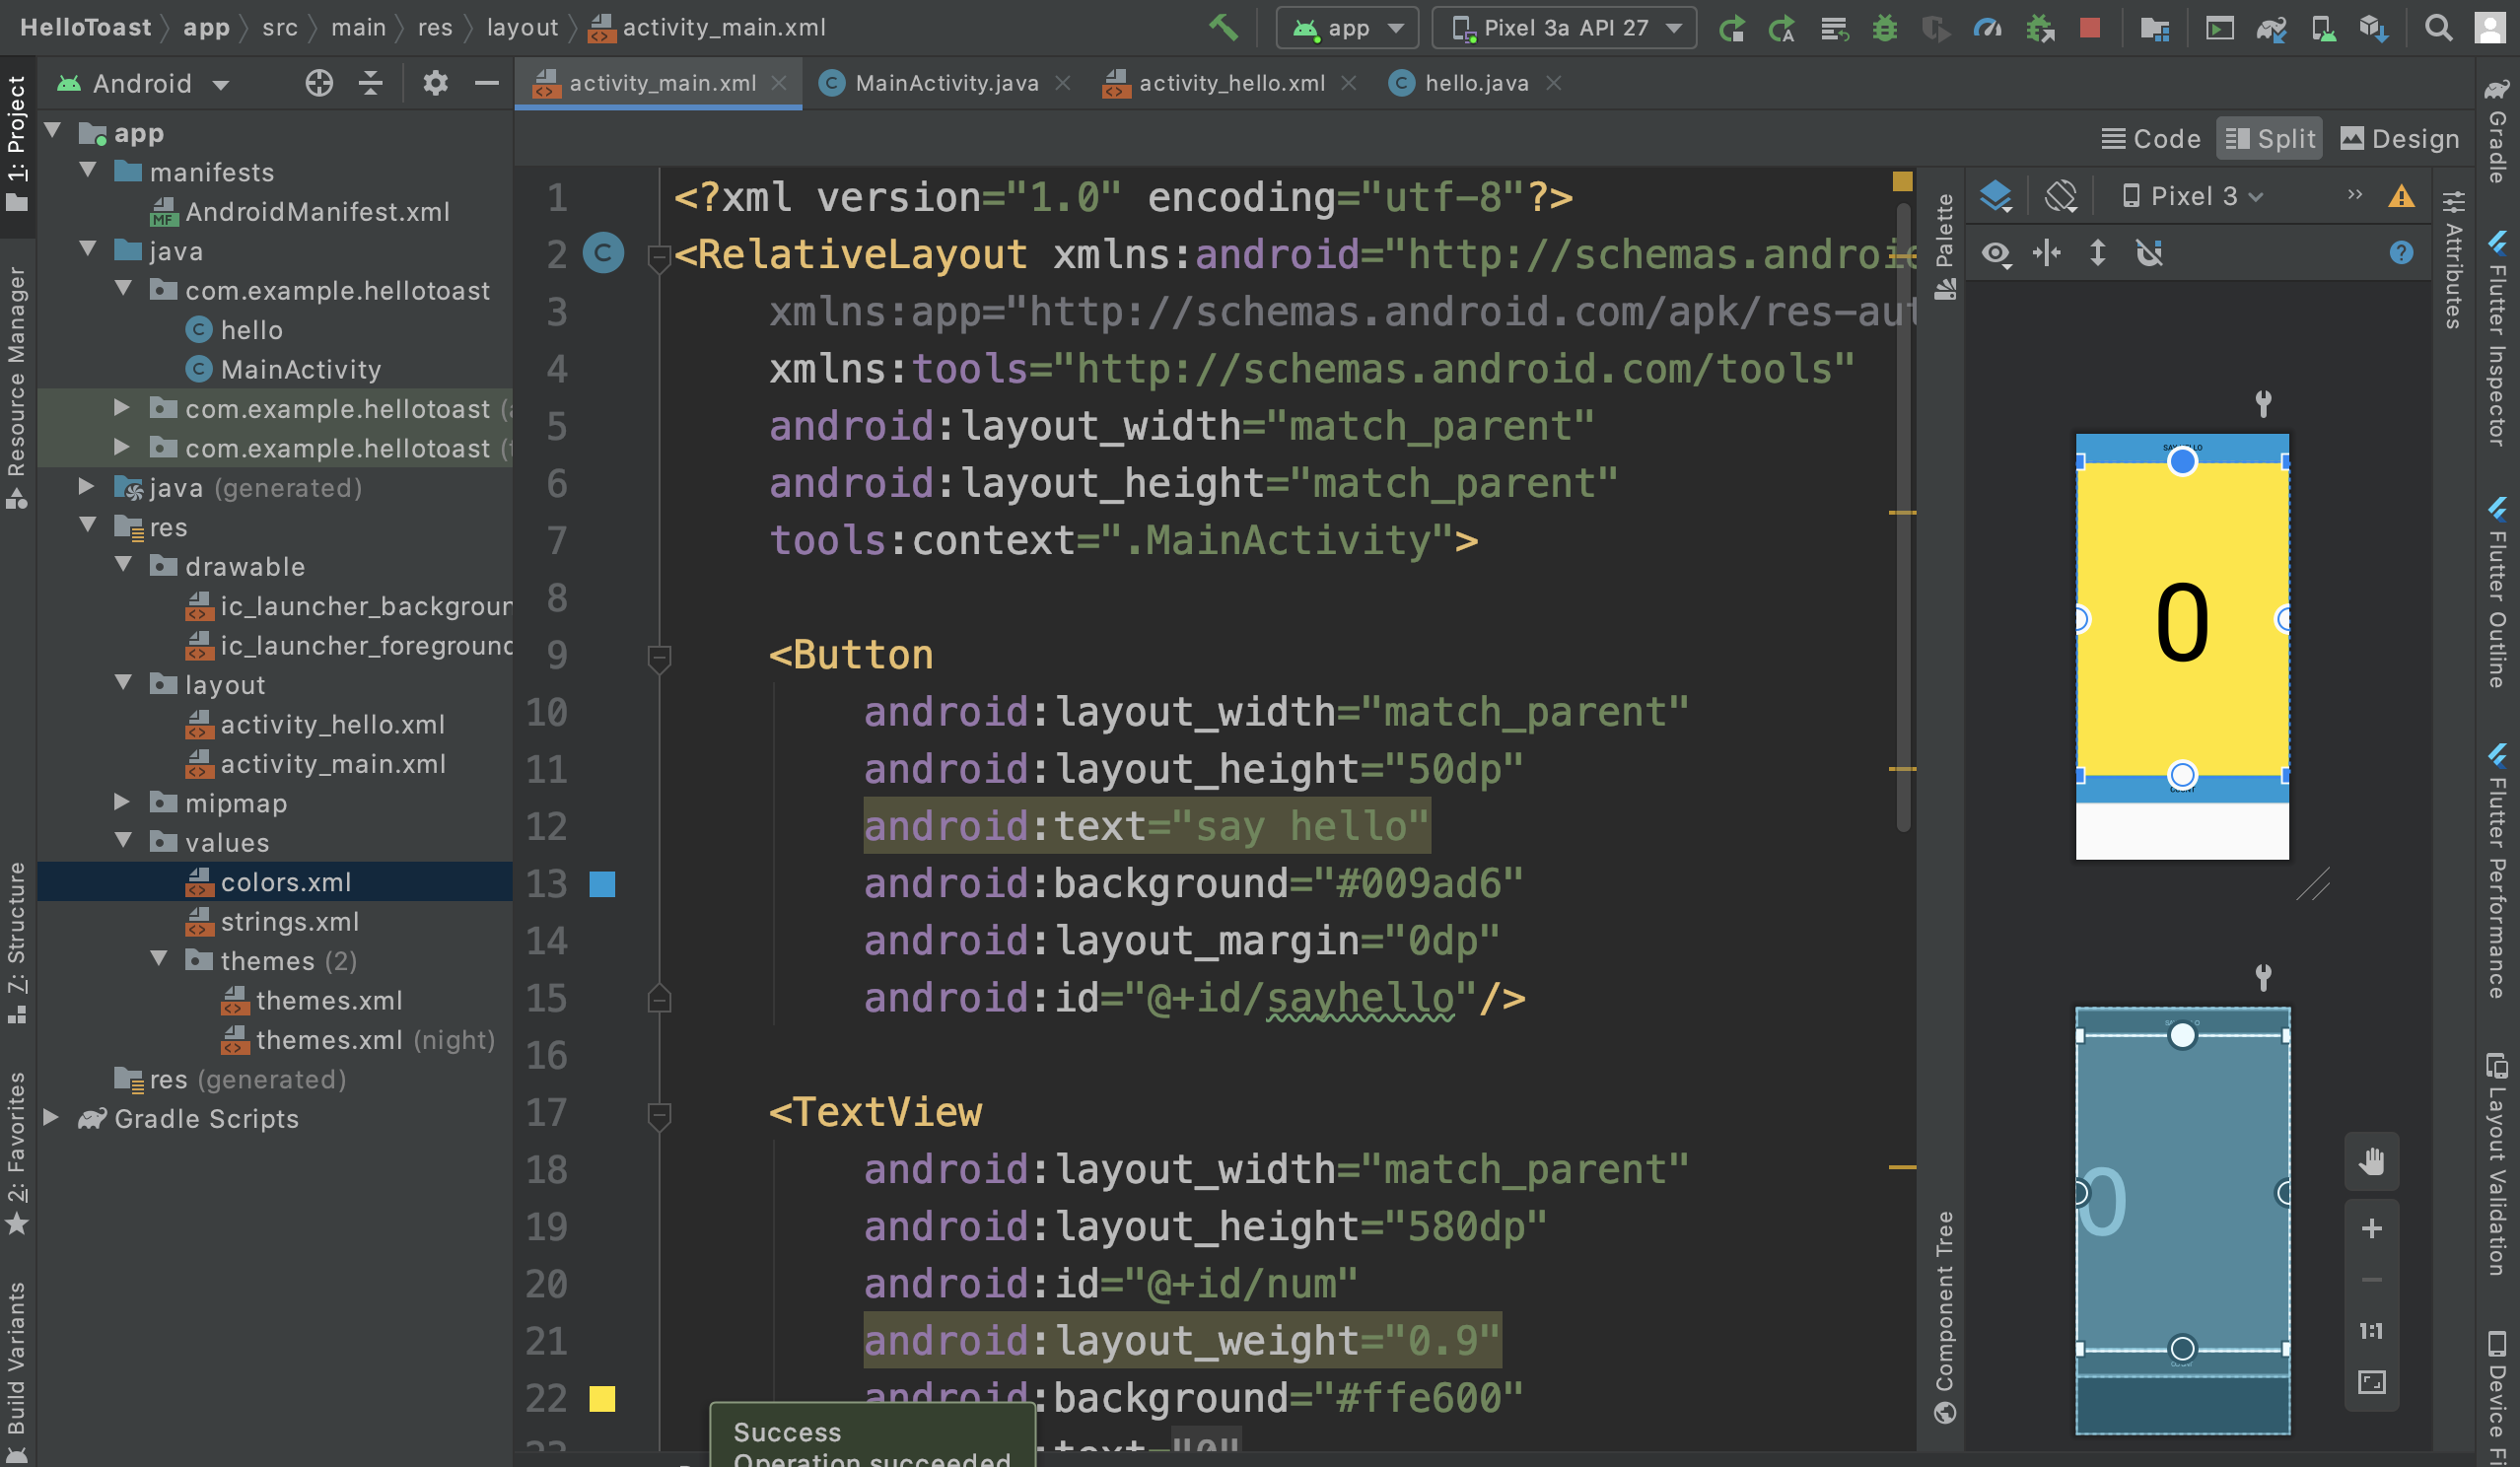 HelloToast
app
src
main
res
layout
activity_main.xml
app
Pixel 3a API 27
Android
activity_main.xml
MainActivity.java
activity_hello.xml
hello.java
Code
Split
Design
1: Project
Resource Manager
7: Structure
2: Favorites
Build Variants
app
manifests
AndroidManifest.xml
java
com.example.hellotoast
hello
MainActivity
com.example.hellotoast
com.example.hellotoast
java (generated)
res
drawable
ic_launcher_backgroun
ic_launcher_foreground
layout
activity_hello.xml
activity_main.xml
mipmap
values
colors.xml
strings.xml
themes (2)
themes.xml
themes.xml (night)
res (generated)
Gradle Scripts
1 <?xml version="1.0" encoding="utf-8"?>
2 <RelativeLayout xmlns:android="http://schemas.androi
3 xmlns:app="http://schemas.android.com/apk/res-au
4 xmlns:tools="http://schemas.android.com/tools"
5 android:layout_width="match_parent"
6 android:layout_height="match_parent"
7 tools:context=".MainActivity">
8
9 <Button
10 android:layout_width="match_parent"
11 android:layout_height="50dp"
12 android:text="say hello"
13 android:background="#009ad6"
14 android:layout_margin="0dp"
15 android:id="@+id/sayhello"/>
16
17 <TextView
18 android:layout_width="match_parent"
19 android:layout_height="580dp"
20 android:id="@+id/num"
21 android:layout_weight="0.9"
22 android:background="#ffe600"
23 :text="0"
Success
Operation succeeded
Palette
Component Tree
Pixel 3
Attributes
0
0
1:1
Gradle
Flutter Inspector
Flutter Outline
Flutter Performance
Layout Validation
Device Fi